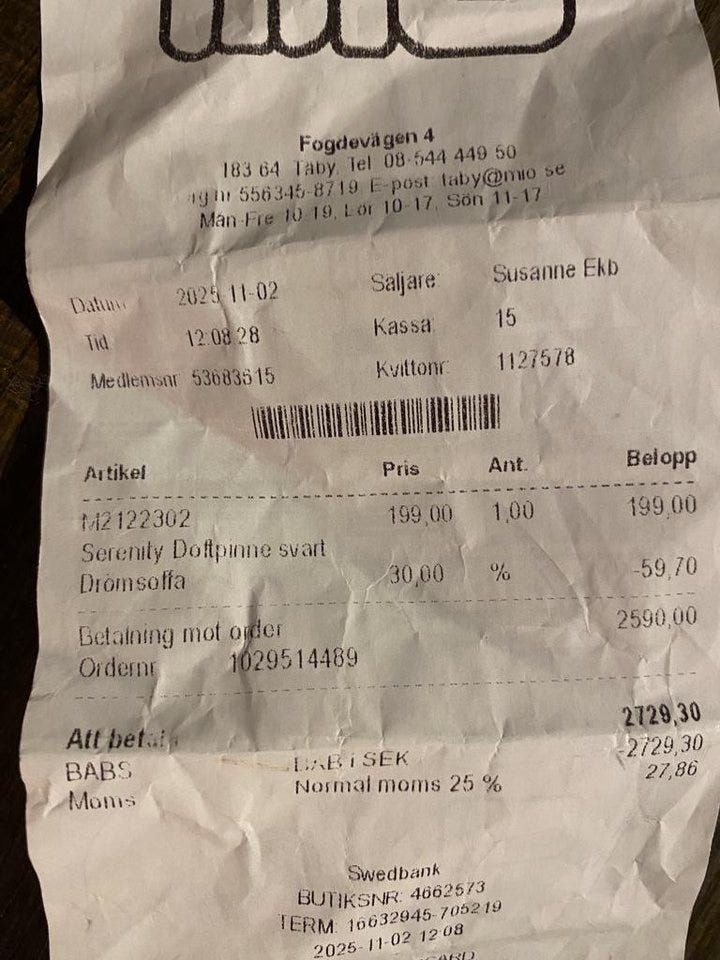 mio
Fogdevägen 4
183 64 Täby, Tel 08-544 449 50
556345-8719 E-post taby@mio se
Mån-Fre 10-19, Lör 10-17, Sön 11-17
Datum 2025-11-02 Säljare: Susanne Ekb
Tid 12:08:28 Kassa: 15
Medlemsnr 53683615 Kvittonr: 1127578
Artikel Pris Ant. Belopp
M2122302 199,00 1,00 199,00
Serenity Doftpinne svart
Drömsoffa 30,00 % -59,70
Betalning mot order 2590,00
Ordernr 1029514489
Att betala 2729,30
BABS SEK -2729,30
Moms Normal moms 25 % 27,86
Swedbank
BUTIKSNR: 4662573
TERM: 16632945-705219
2025-11-02 12:08